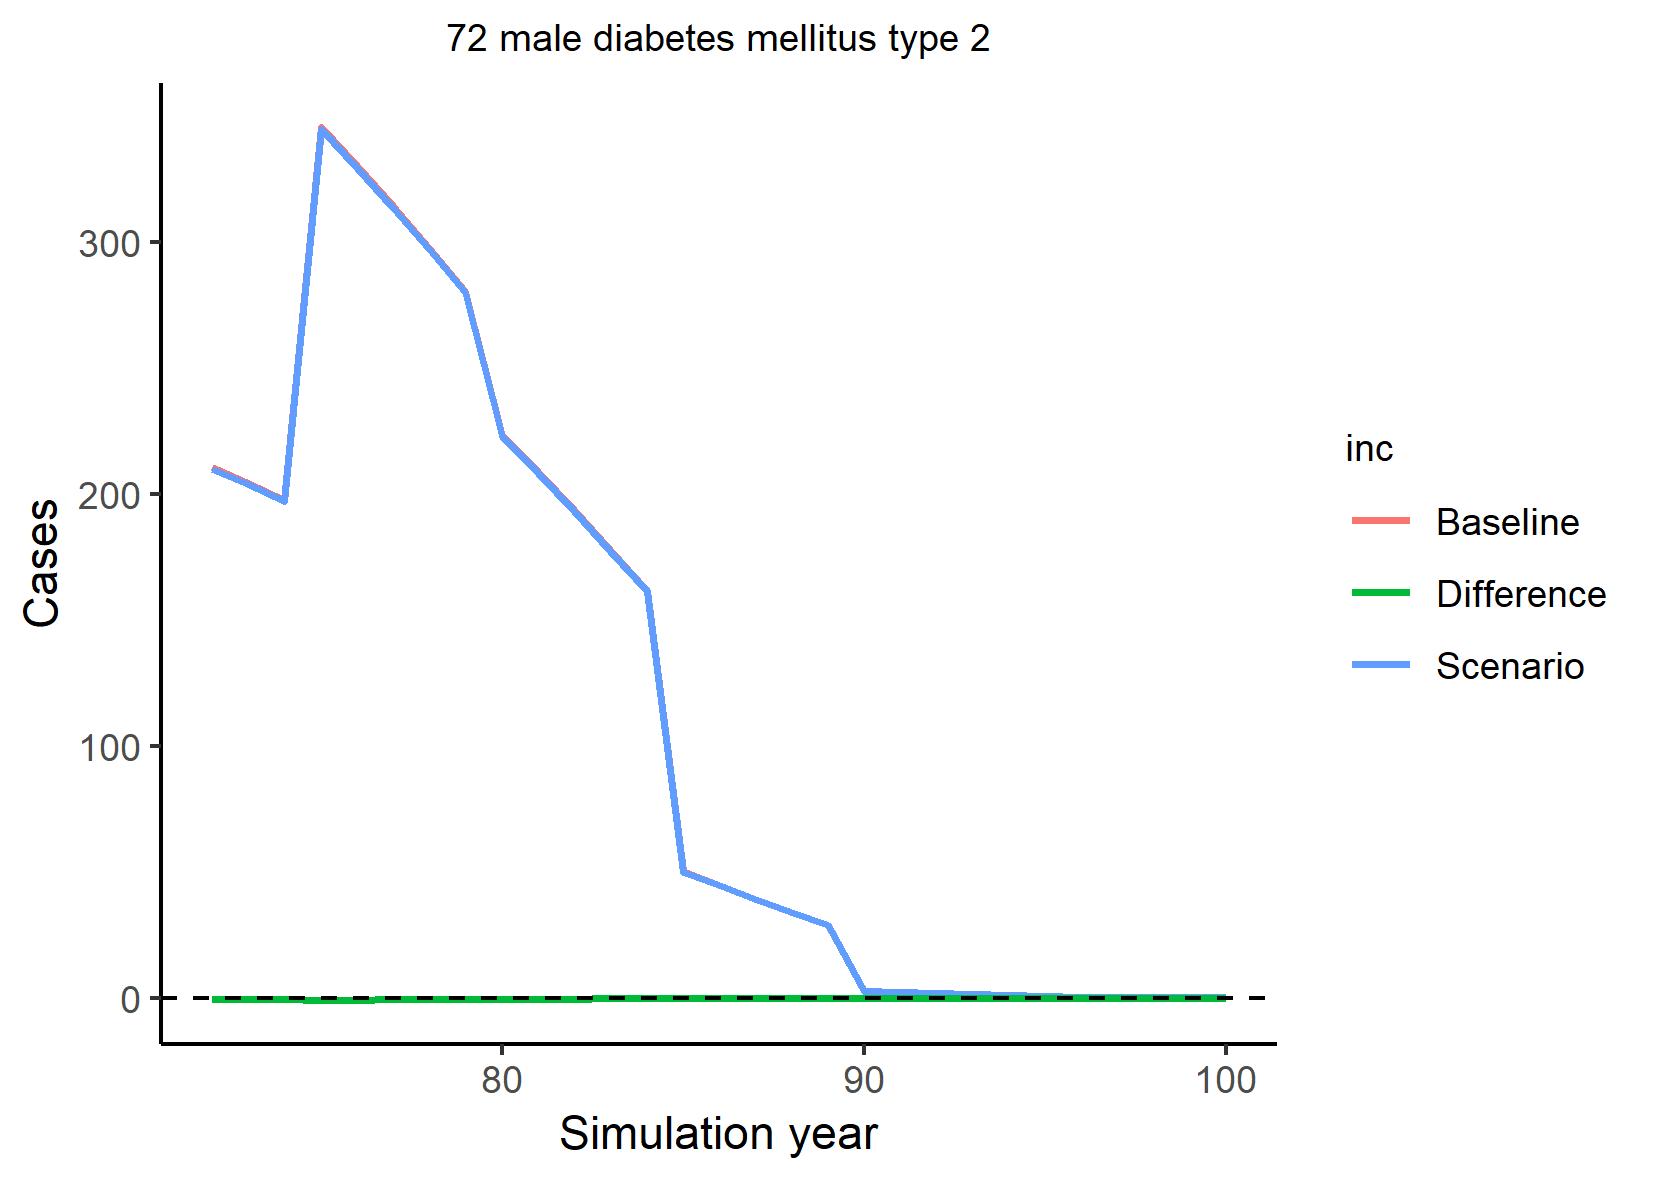 72 male diabetes mellitus type 2
300
200
100
0
Cases
80
90
100
Simulation year
inc
Baseline
Difference
Scenario